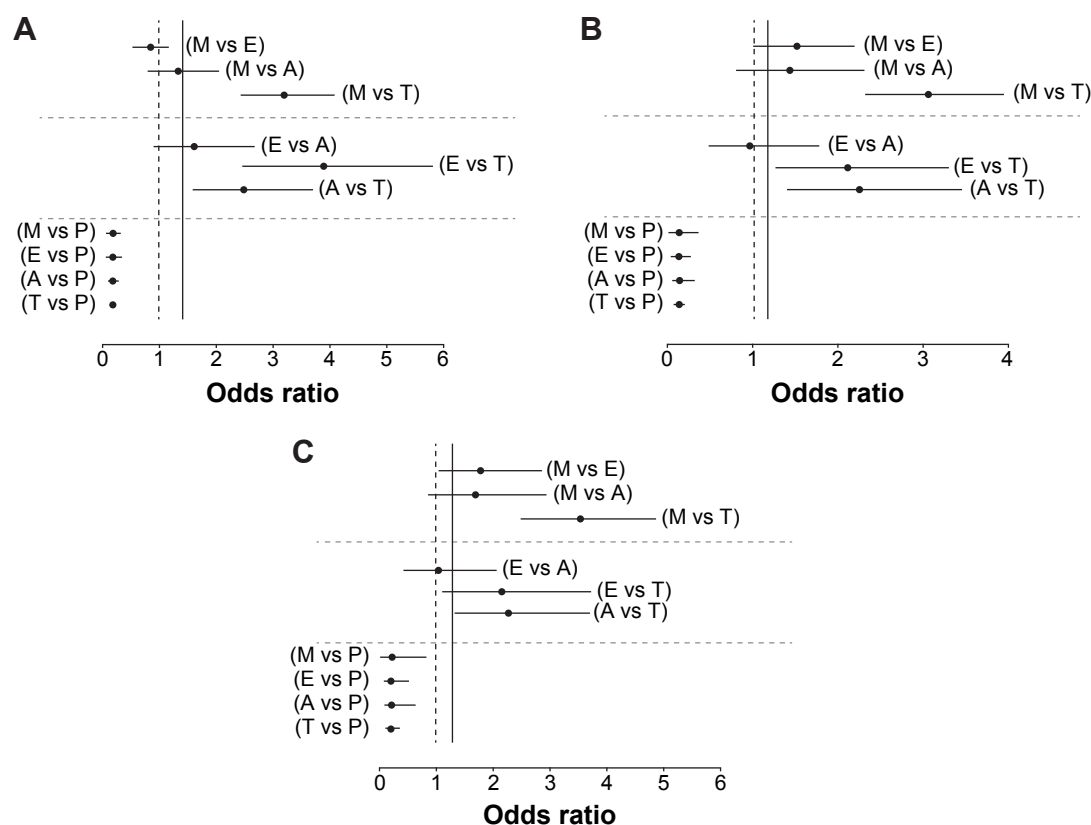 A
(M vs E)
(M vs A)
(M vs T)
(E vs A)
(E vs T)
(A vs T)
(M vs P)
(E vs P)
(A vs P)
(T vs P)
0 1 2 3 4 5 6
Odds ratio
B
(M vs E)
(M vs A)
(M vs T)
(E vs A)
(E vs T)
(A vs T)
(M vs P)
(E vs P)
(A vs P)
(T vs P)
0 1 2 3 4
Odds ratio
C
(M vs E)
(M vs A)
(M vs T)
(E vs A)
(E vs T)
(A vs T)
(M vs P)
(E vs P)
(A vs P)
(T vs P)
0 1 2 3 4 5 6
Odds ratio